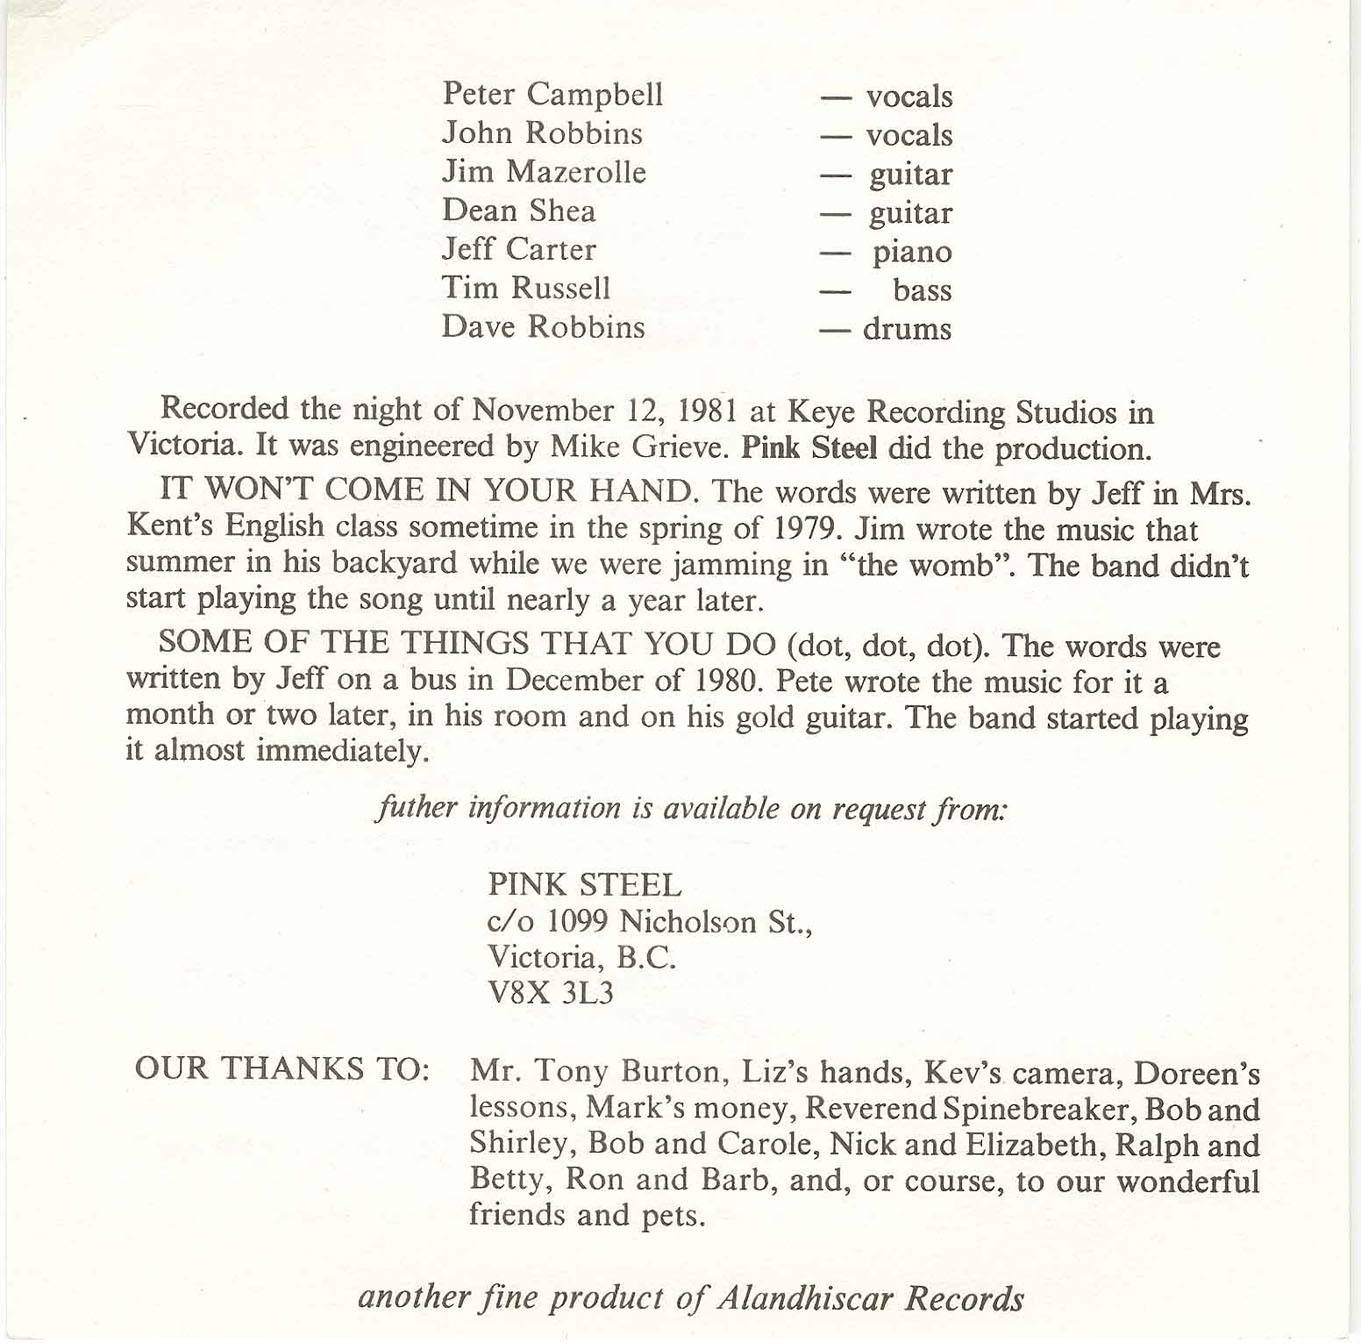 Peter Campbell — vocals
John Robbins — vocals
Jim Mazerolle — guitar
Dean Shea — guitar
Jeff Carter — piano
Tim Russell — bass
Dave Robbins — drums
Recorded the night of November 12, 1981 at Keye Recording Studios in
Victoria. It was engineered by Mike Grieve. Pink Steel did the production.
IT WON'T COME IN YOUR HAND. The words were written by Jeff in Mrs.
Kent's English class sometime in the spring of 1979. Jim wrote the music that
summer in his backyard while we were jamming in “the womb”. The band didn't
start playing the song until nearly a year later.
SOME OF THE THINGS THAT YOU DO (dot, dot, dot). The words were
written by Jeff on a bus in December of 1980. Pete wrote the music for it a
month or two later, in his room and on his gold guitar. The band started playing
it almost immediately.
futher information is available on request from:
PINK STEEL
c/o 1099 Nicholson St.,
Victoria, B.C.
V8X 3L3
OUR THANKS TO: Mr. Tony Burton, Liz's hands, Kev's camera, Doreen's
lessons, Mark's money, Reverend Spinebreaker, Bob and
Shirley, Bob and Carole, Nick and Elizabeth, Ralph and
Betty, Ron and Barb, and, or course, to our wonderful
friends and pets.
another fine product of Alandhiscar Records